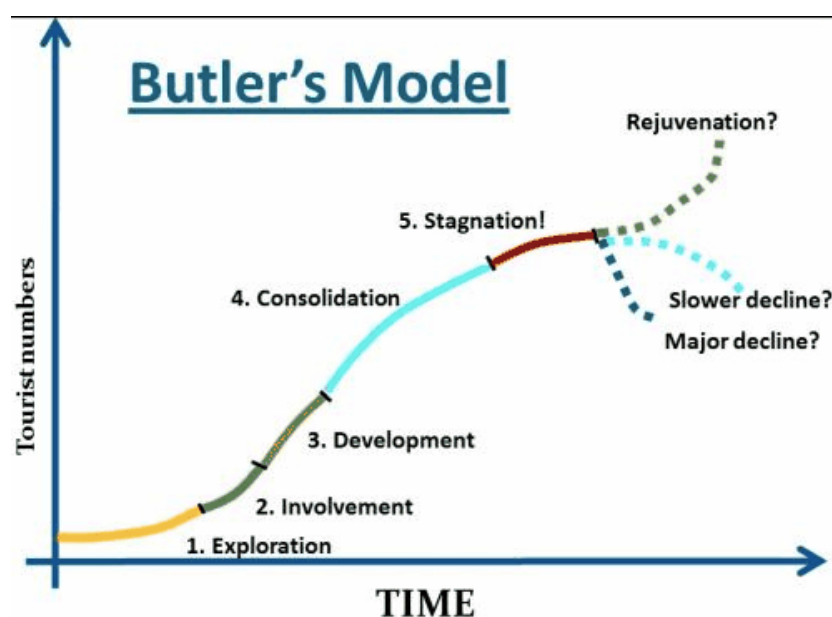 Butler’s Model
Rejuvenation?
5. Stagnation!
4. Consolidation
Slower decline?
Major decline?
3. Development
2. Involvement
1. Exploration
Tourist numbers
TIME